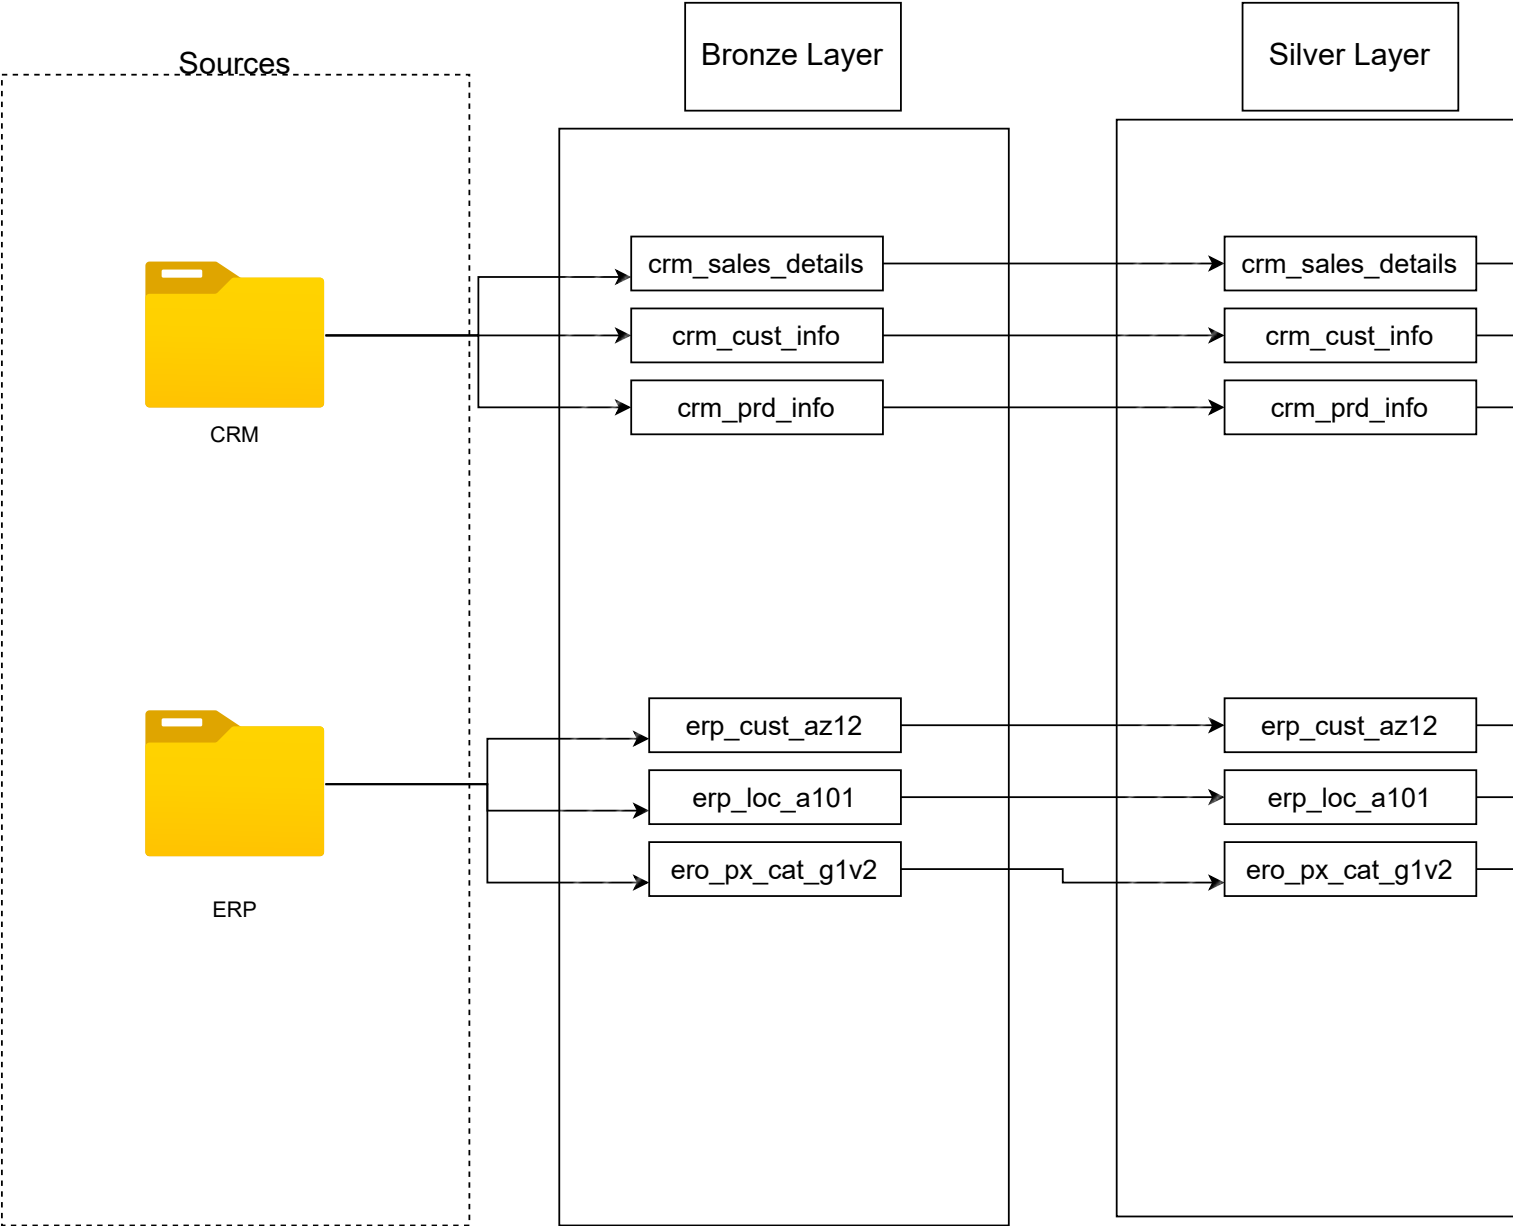 Sources
Bronze Layer
Silver Layer
CRM
crm_sales_details
crm_cust_info
crm_prd_info
crm_sales_details
crm_cust_info
crm_prd_info
ERP
erp_cust_az12
erp_loc_a101
ero_px_cat_g1v2
erp_cust_az12
erp_loc_a101
ero_px_cat_g1v2